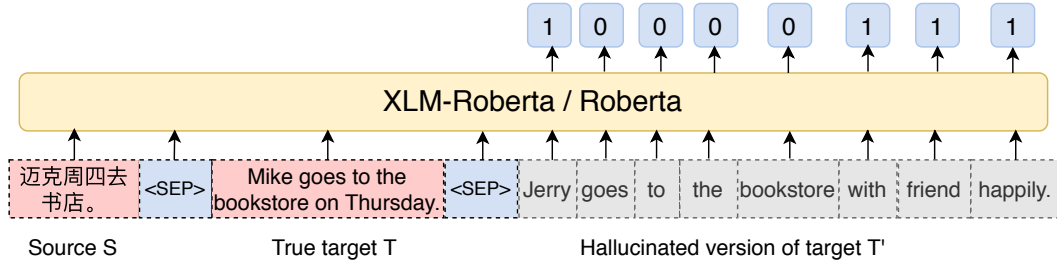 1 0 0 0 0 1 1 1
XLM-Roberta / Roberta
迈克周四去
书店。
<SEP>
Mike goes to the
bookstore on Thursday.
<SEP>
Jerry goes to the bookstore with friend happily.
Source S
True target T
Hallucinated version of target T'